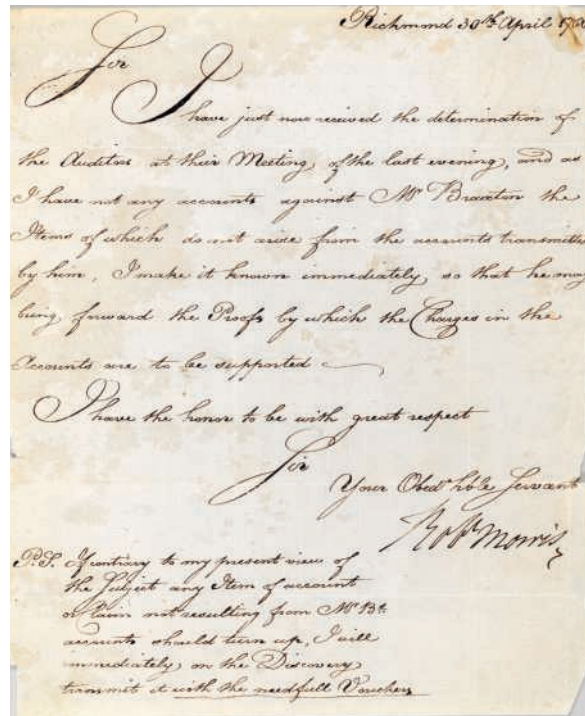 Richmond 30th April
Sir
I have just now received the determination of
the Auditors at their Meeting, of the last evening, and as
I have not any accounts against Mr Braxton the
Items of which do not arise from the accounts transmitted
by him, I make it known immediately, so that he may
bring forward the Proofs by which the Charges in the
Accounts are to be supported
I have the honor to be with great respect
Sir
Your Obedt hble Servant
Robt Morris
P.S. If contrary to my present view of
the Subject any Item of account
or Claim not resulting from Mr Bs.
accounts should turn up, I will
immediately on the Discovery
transmit it with the needfull Vouchers